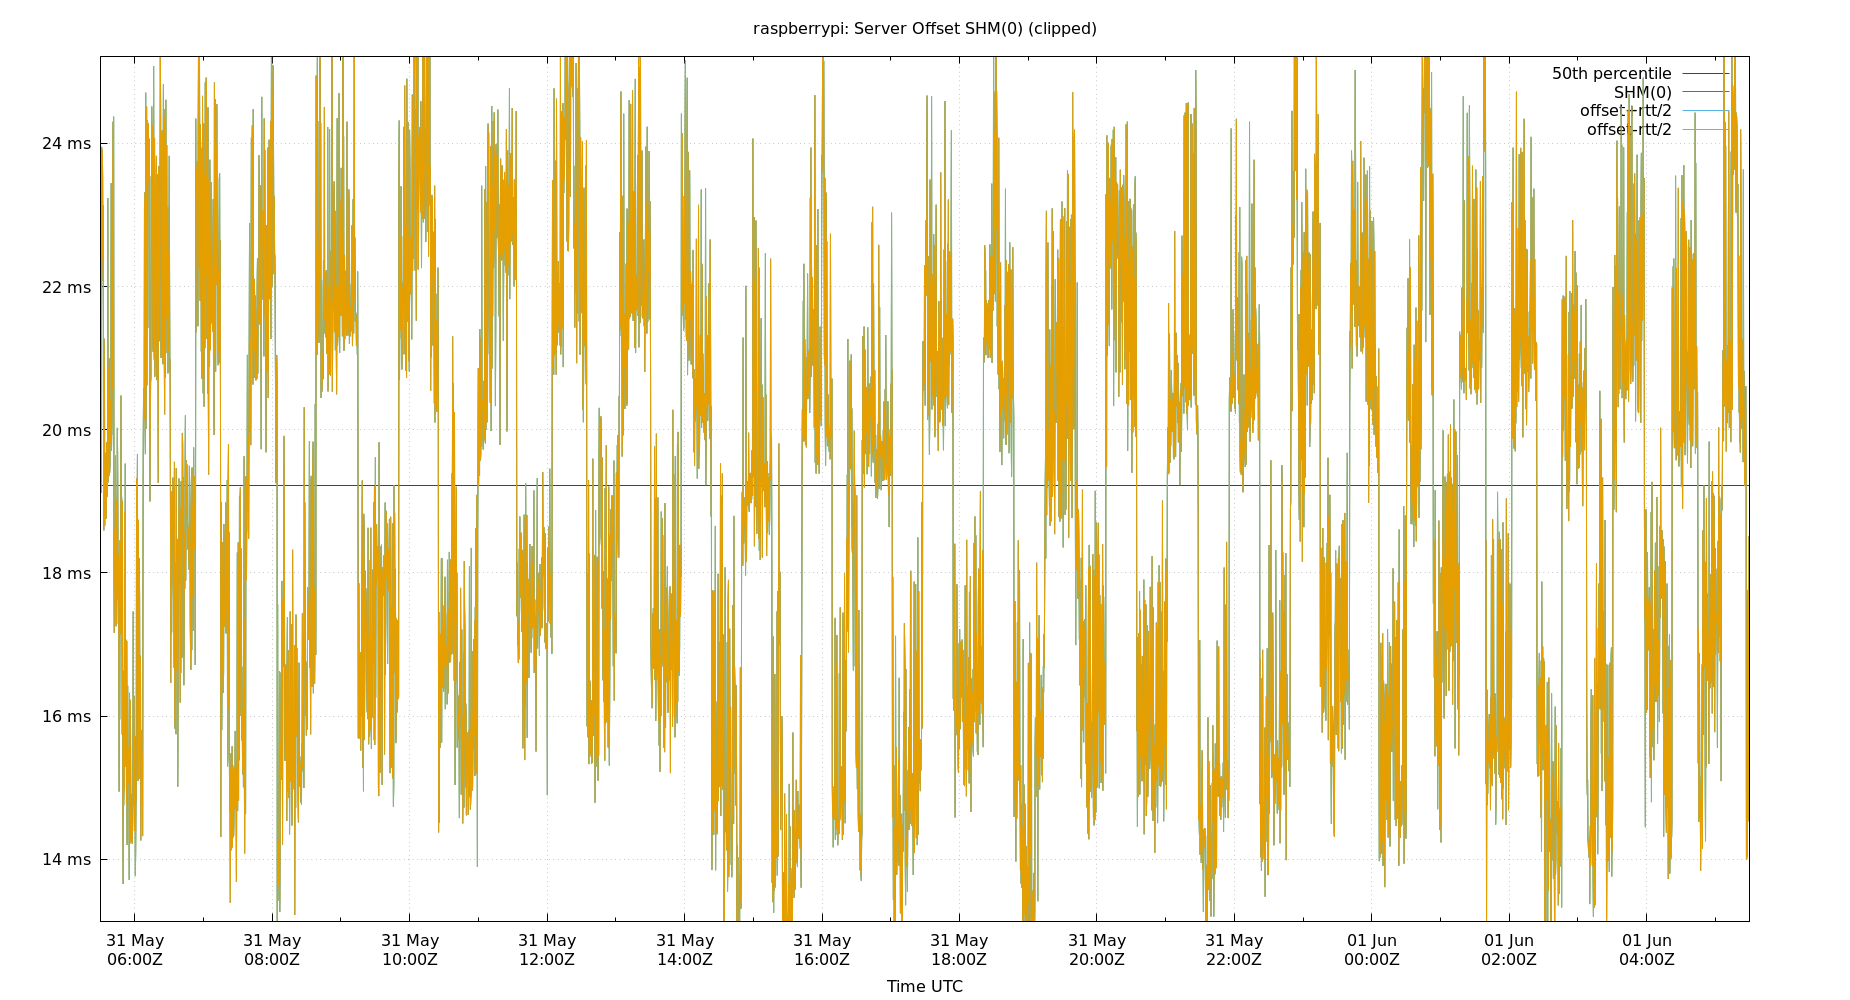 raspberrypi: Server Offset SHM(0) (clipped)
50th percentile
SHM(0)
offset+rtt/2
offset-rtt/2
24 ms
22 ms
20 ms
18 ms
16 ms
14 ms
31 May 31 May 31 May 31 May 31 May 31 May 31 May 31 May 31 May 01 Jun 01 Jun 01 Jun
06:00Z 08:00Z 10:00Z 12:00Z 14:00Z 16:00Z 18:00Z 20:00Z 22:00Z 00:00Z 02:00Z 04:00Z
Time UTC